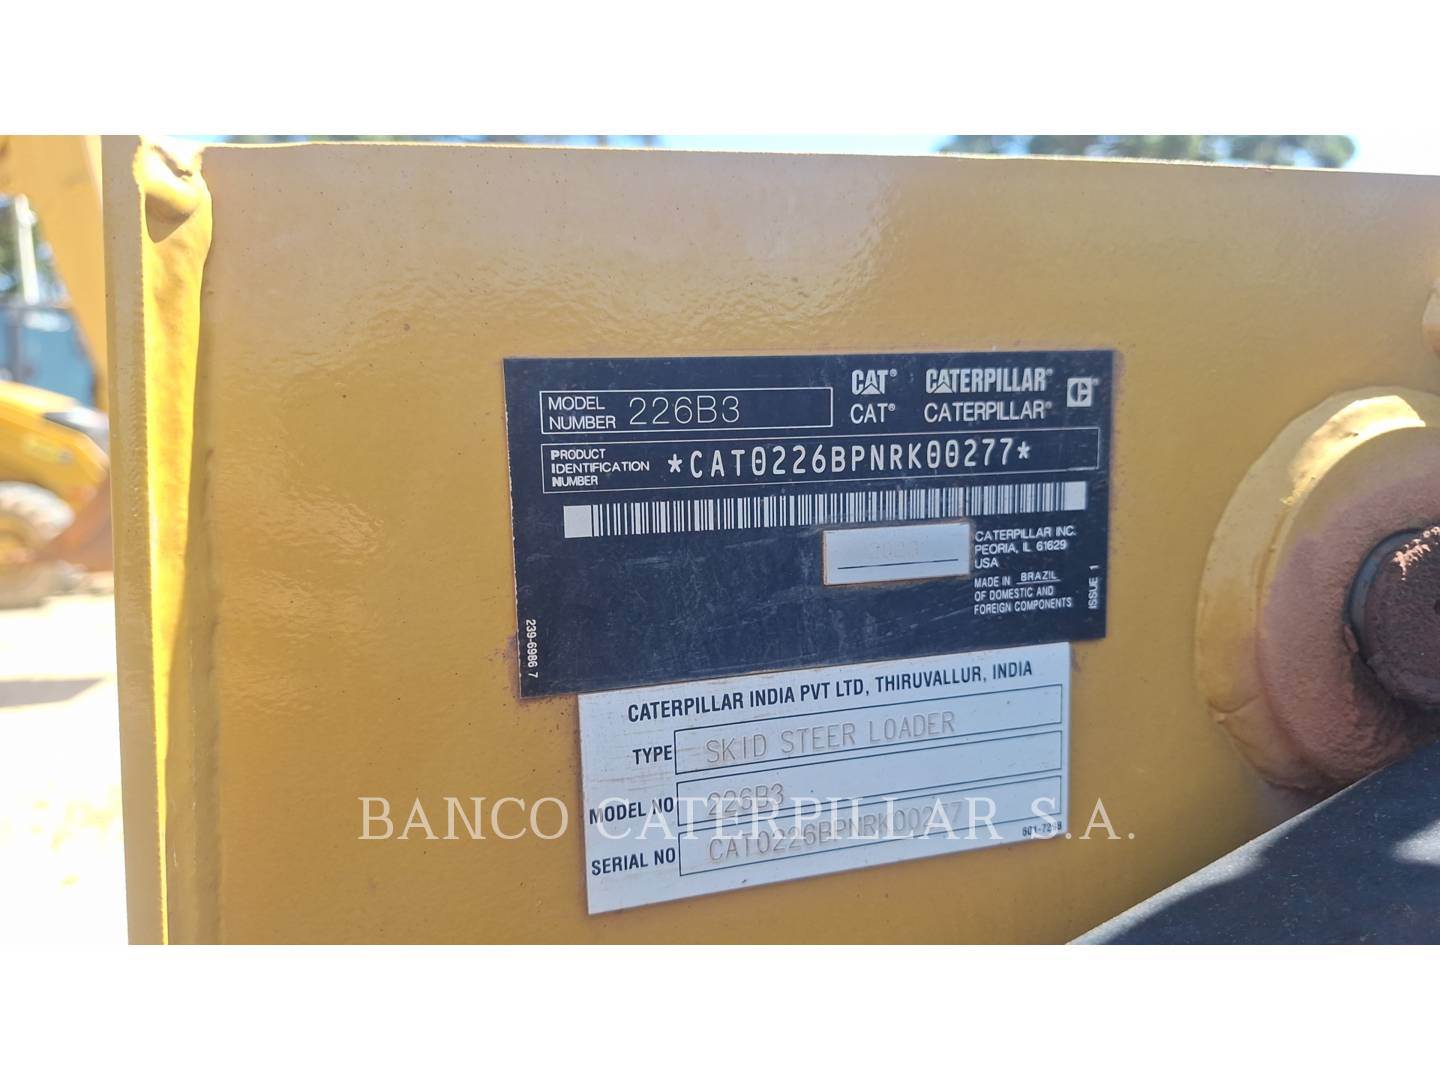 CAT® CATERPILLAR®
CAT® CATERPILLAR®
MODEL NUMBER 226B3
PRODUCT IDENTIFICATION NUMBER *CAT0226BPNRK00277*
CATERPILLAR INC.
PEORIA, IL 61629
USA
MADE IN BRAZIL
OF DOMESTIC AND
FOREIGN COMPONENTS
ISSUE 1
239-6986 7
CATERPILLAR INDIA PVT LTD, THIRUVALLUR, INDIA
TYPE SKID STEER LOADER
MODEL NO 226B3
BANCO CATERPILLAR S.A.
SERIAL NO CAT0226BPNRK00277
601-7298